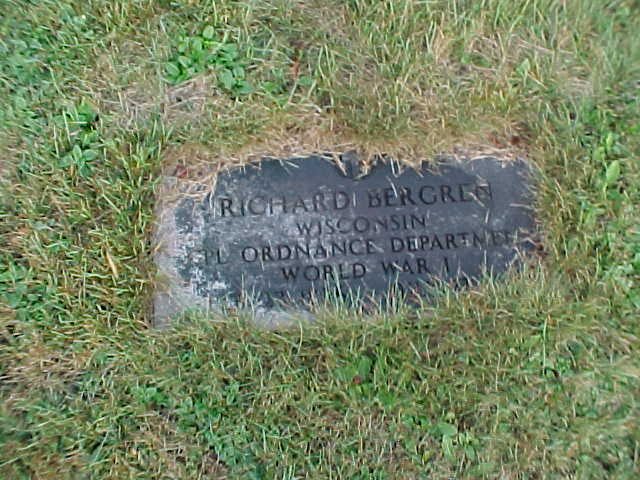 RICHARD BERGREN
WISCONSIN
ORDNANCE DEPARTMENT
WORLD WAR I